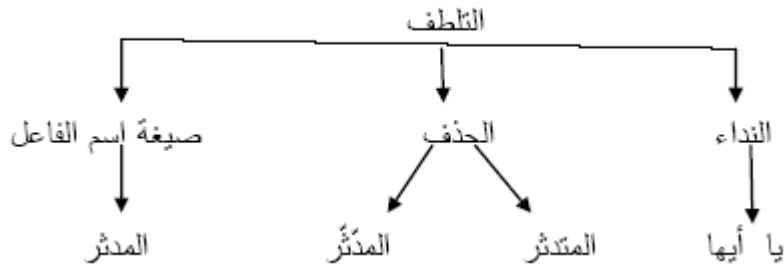 التلطف
النداء الحذف صيغة اسم الفاعل
يا أيها المتدثر المدّثّر المدثر